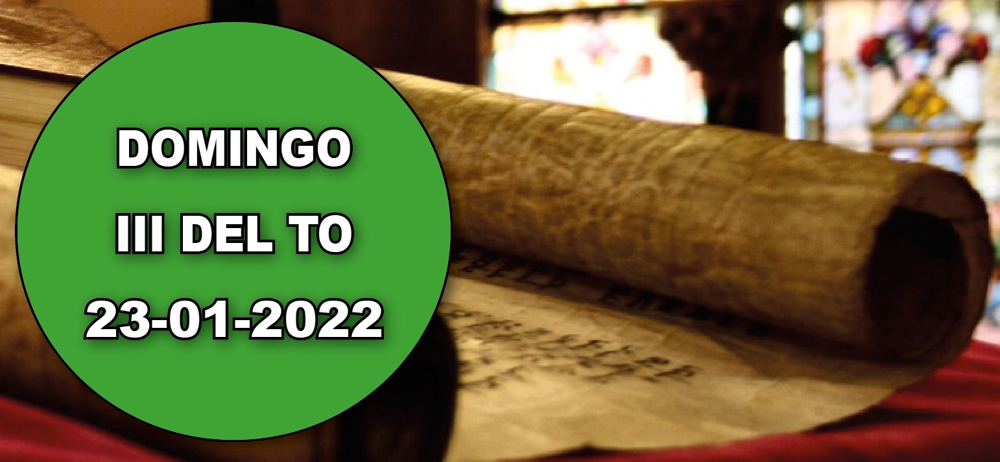 DOMINGO
III DEL TO
23-01-2022